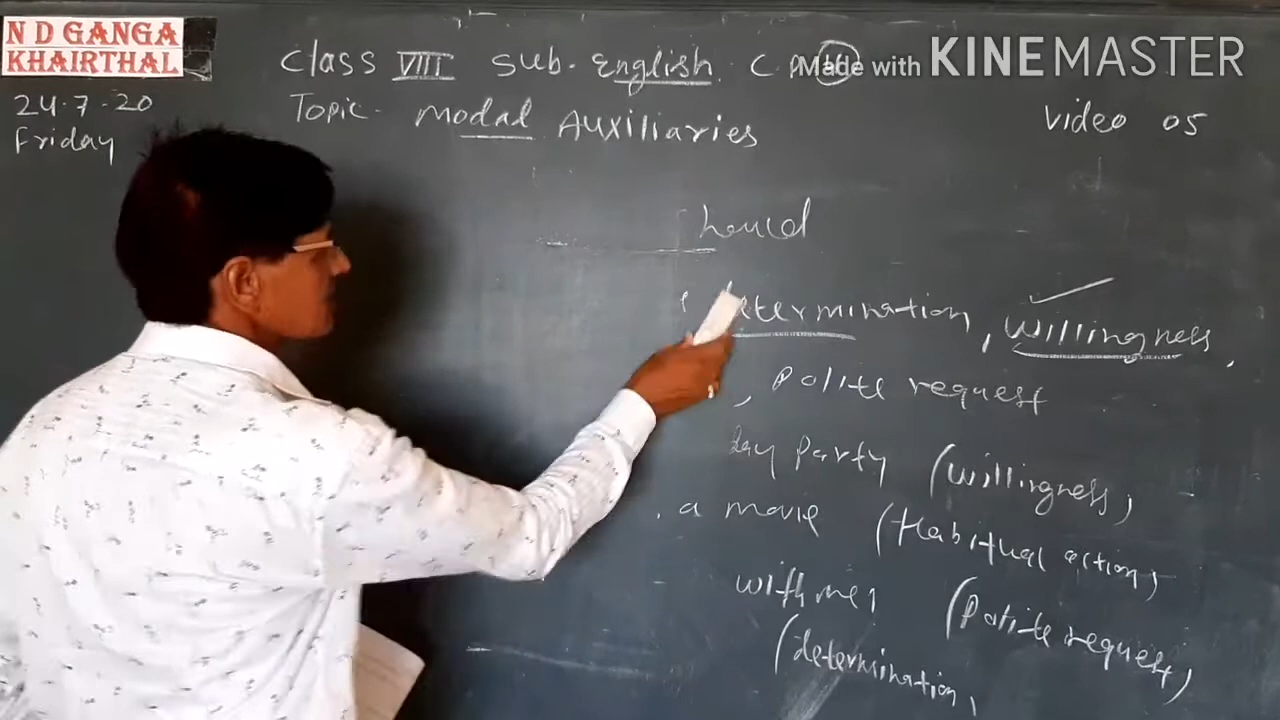 N D GANGA
KHAIRTHAL
24.7.20
Friday
Class VIII Sub. English
Made with KINEMASTER
Topic - Modal Auxiliaries
Video 05
determination, Willingness,
, Polite request
party (Willingness)
a movie (Habitual action)
with me? (Polite request)
(determination)